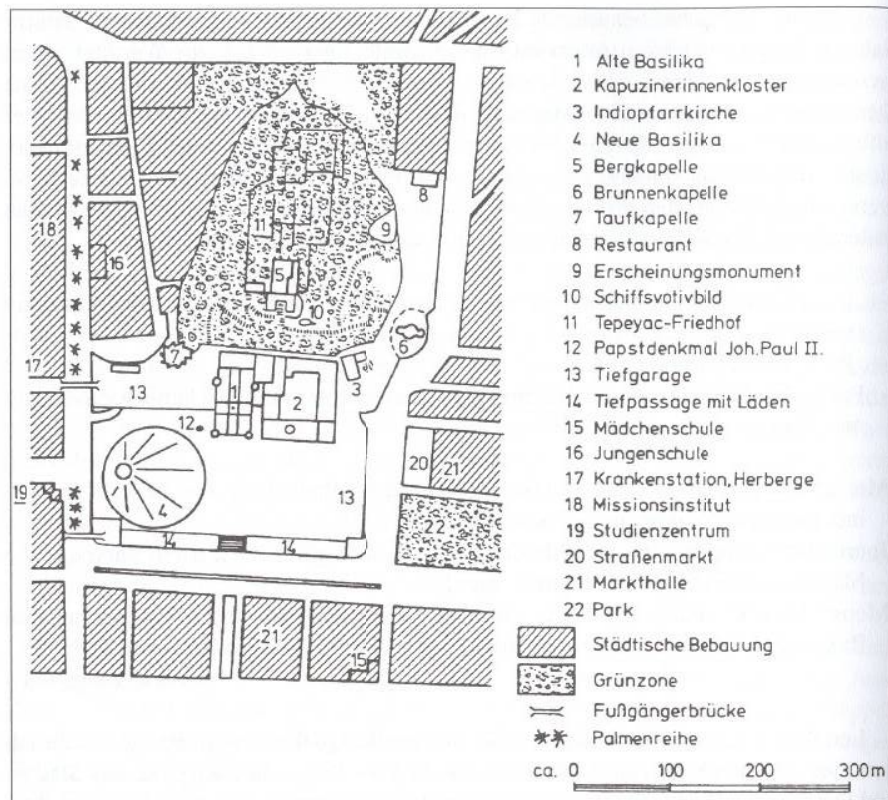 8
18
11
9
16
5
10
7
6
17
13
1
2
3
12
20
21
19
4
13
22
14
14
21
15
1 Alte Basilika
2 Kapuzinerinnenkloster
3 Indiopfarrkirche
4 Neue Basilika
5 Bergkapelle
6 Brunnenkapelle
7 Taufkapelle
8 Restaurant
9 Erscheinungsmonument
10 Schiffsvotivbild
11 Tepeyac-Friedhof
12 Papstdenkmal Joh. Paul II.
13 Tiefgarage
14 Tiefpassage mit Läden
15 Mädchenschule
16 Jungenschule
17 Krankenstation, Herberge
18 Missionsinstitut
19 Studienzentrum
20 Straßenmarkt
21 Markthalle
22 Park
Städtische Bebauung
Grünzone
Fußgängerbrücke
Palmenreihe
ca. 0 100 200 300m